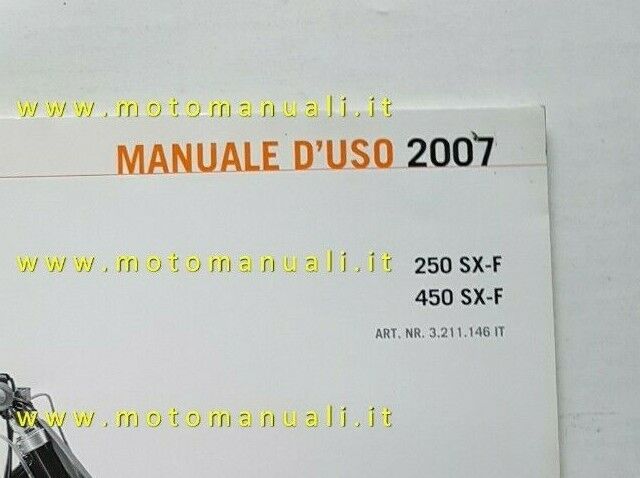 www.motomanuali.it
MANUALE D'USO 2007
www.motomanuali.it
250 SX-F
450 SX-F
ART. NR. 3.211.146 IT
www.motomanuali.it